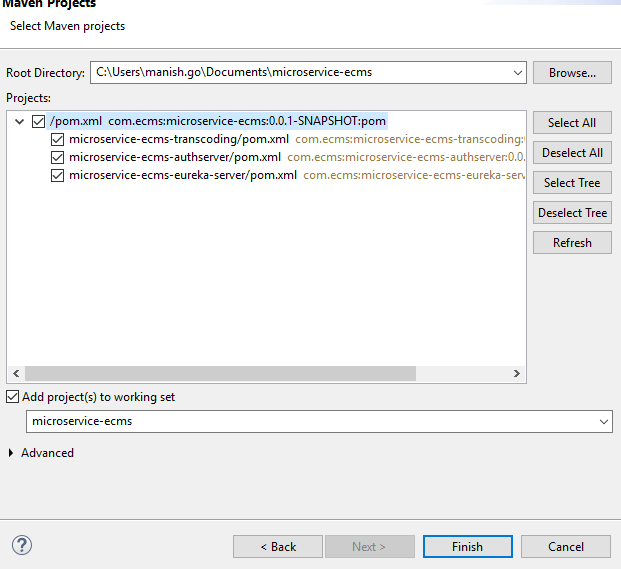 Maven Projects
Select Maven projects
Root Directory: C:\Users\manish.go\Documents\microservice-ecms Browse...
Projects:
/pom.xml com.ecms:microservice-ecms:0.0.1-SNAPSHOT:pom Select All
microservice-ecms-transcoding/pom.xml com.ecms:microservice-ecms-transcoding:
microservice-ecms-authserver/pom.xml com.ecms:microservice-ecms-authserver:0.0. Deselect All
microservice-ecms-eureka-server/pom.xml com.ecms:microservice-ecms-eureka-serv Select Tree
Deselect Tree
Refresh
Add project(s) to working set
microservice-ecms
Advanced
? < Back Next > Finish Cancel